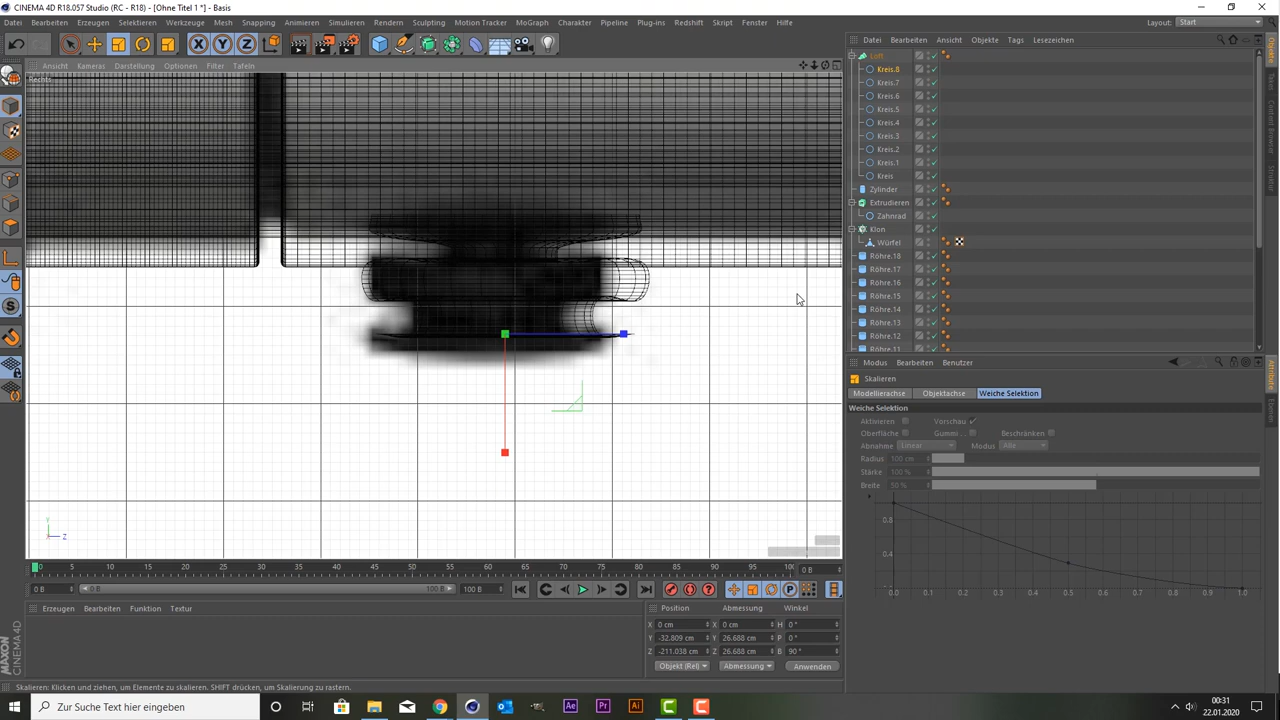 CINEMA 4D R18.057 Studio (RC - R18) - [Ohne Titel 1 *] - Basis
Datei Bearbeiten Erzeugen Selektieren Werkzeuge Mesh Snapping Animieren Simulieren Rendern Sculpting Motion Tracker MoGraph Charakter Pipeline Plug-ins Redshift Skript Fenster Hilfe
Layout: Start
Datei Bearbeiten Ansicht Objekte Tags Lesezeichen
Ansicht Kameras Darstellung Optionen Filter Tafeln
Rechts
Loft
Kreis.8
Kreis.7
Kreis.6
Kreis.5
Kreis.4
Kreis.3
Kreis.2
Kreis.1
Kreis
Zylinder
Extrudieren
Zahnrad
Klon
Würfel
Röhre.18
Röhre.17
Röhre.16
Röhre.15
Röhre.14
Röhre.13
Röhre.12
Röhre.11
Objekte
Content Browser
Struktur
Modus Bearbeiten Benutzer
Skalieren
Modellierachse Objektachse Weiche Selektion
Weiche Selektion
Aktivieren Vorschau
Oberfläche Gummi ... Beschränken
Abnahme Linear Modus Alle
Radius 100 cm
Stärke 100 %
Breite 50 %
0.8
0.4
0.0 0.1 0.2 0.3 0.4 0.5 0.6 0.7 0.8 0.9 1.0
Attribute
Ebenen
Y
Z
0 5 10 15 20 25 30 35 40 45 50 55 60 65 70 75 80 85 90 95 100
0 B
0 B 0 B 100 B 100 B
Erzeugen Bearbeiten Funktion Textur
Position Abmessung Winkel
X 0 cm X 0 cm H 0 °
Y -32.809 cm Y 26.688 cm P 0 °
Z -211.038 cm Z 26.688 cm B 90 °
Objekt (Rel) Abmessung Anwenden
MAXON
CINEMA 4D
Skalieren: Klicken und ziehen, um Elemente zu skalieren. SHIFT drücken, um Skalierung zu rastern.
Zur Suche Text hier eingeben
00:31
22.01.2020